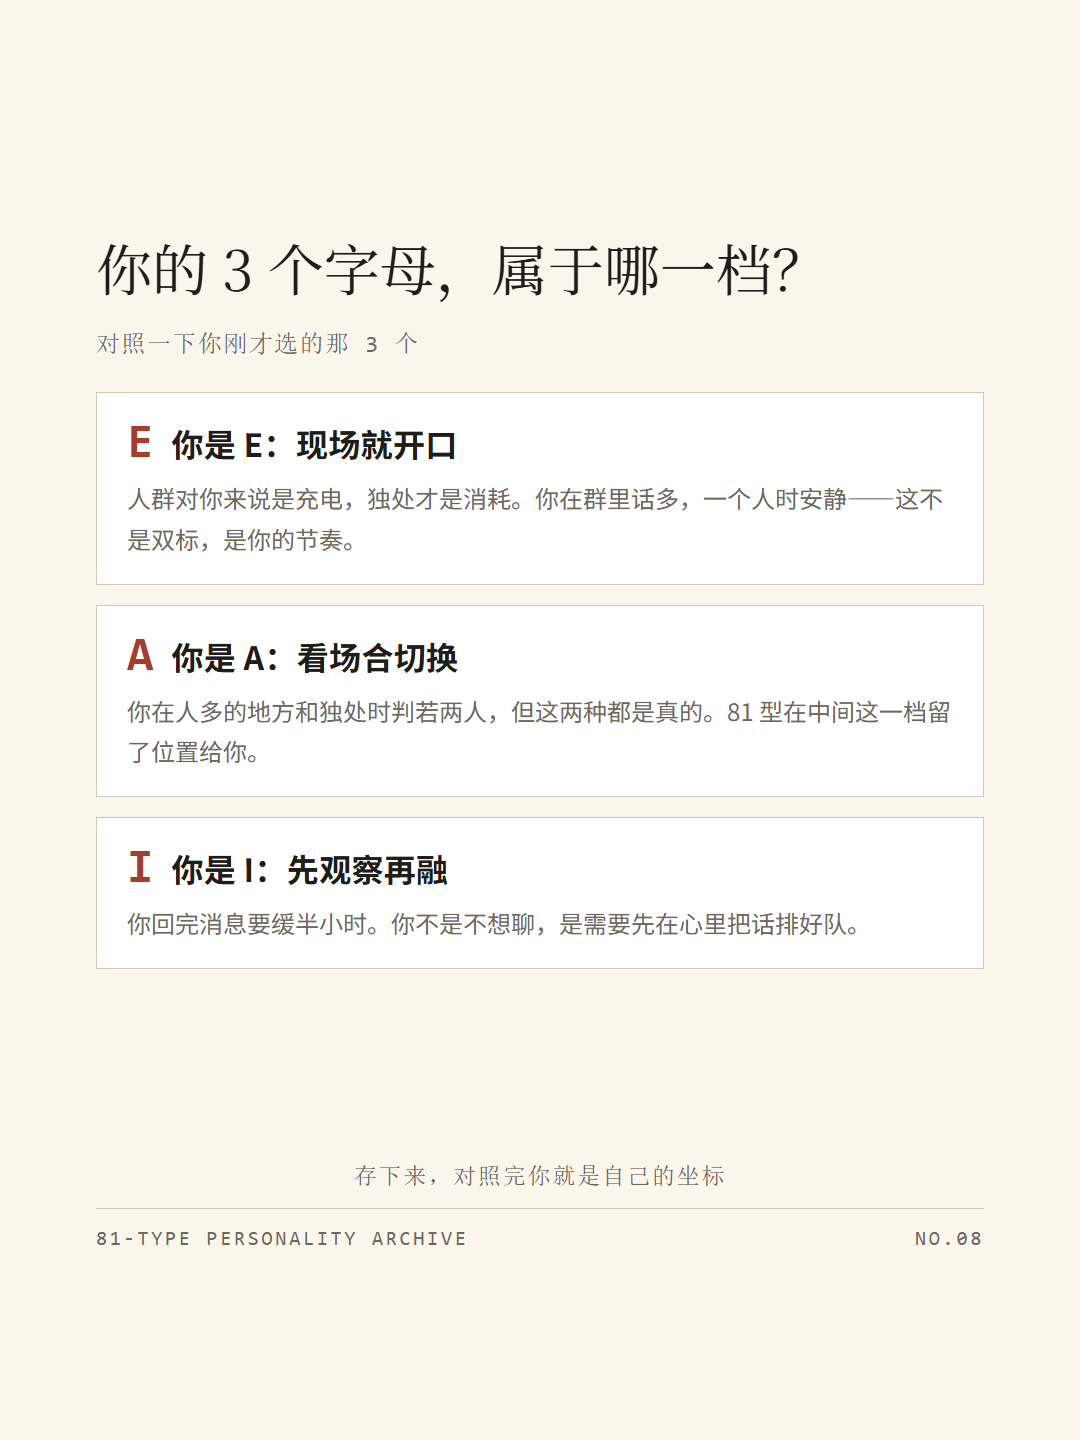 你的 3 个字母，属于哪一档？
对照一下你刚才选的那 3 个
E 你是 E：现场就开口
人群对你来说是充电，独处才是消耗。你在群里话多，一个人时安静——这不
是双标，是你的节奏。
A 你是 A：看场合切换
你在人多的地方和独处时判若两人，但这两种都是真的。81 型在中间这一档留
了位置给你。
I 你是 I：先观察再融
你回完消息要缓半小时。你不是不想聊，是需要先在心里把话排好队。
存下来，对照完你就是自己的坐标
81-TYPE PERSONALITY ARCHIVE NO.08